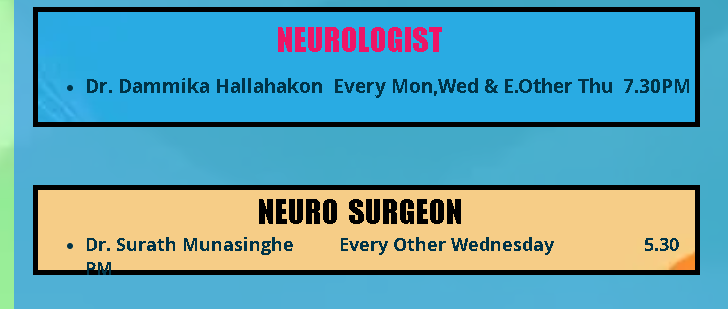 NEUROLOGIST
• Dr. Dammika Hallahakon Every Mon,Wed & E.Other Thu 7.30PM
NEURO SURGEON
• Dr. Surath Munasinghe Every Other Wednesday 5.30
PM